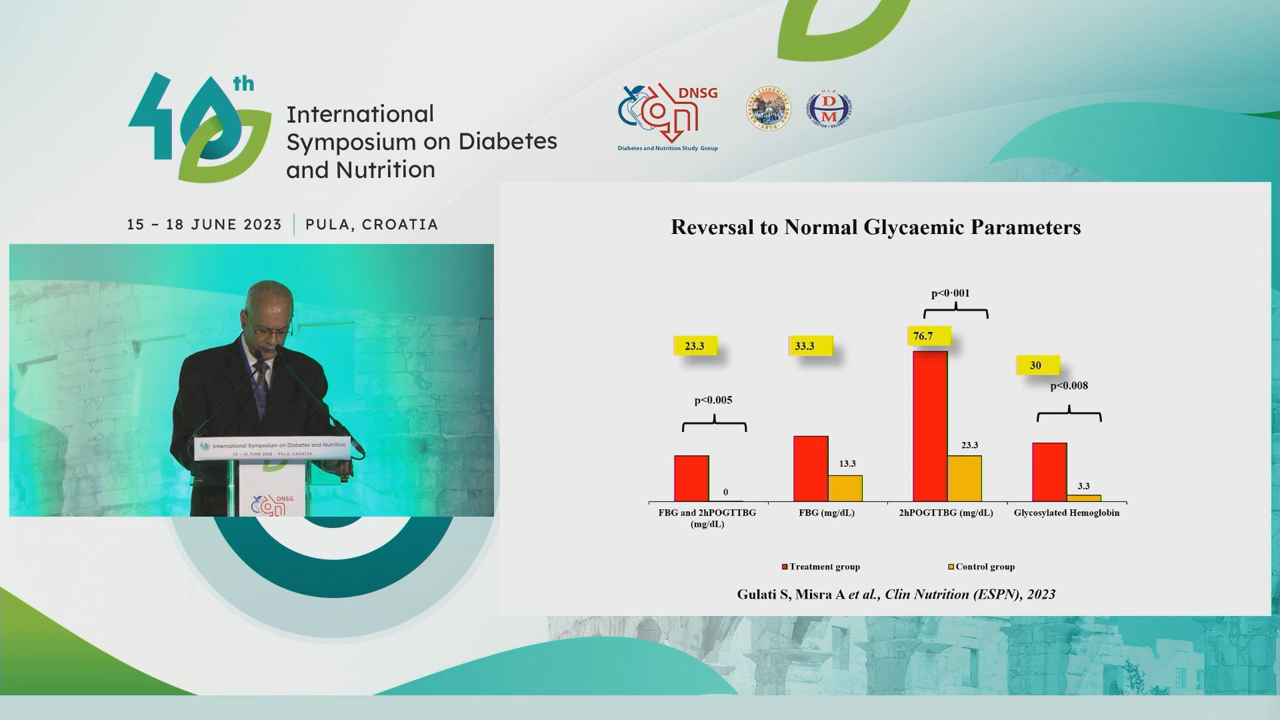 40th
International
Symposium on Diabetes
and Nutrition
15 – 18 JUNE 2023 | PULA, CROATIA
DNSG
Diabetes and Nutrition Study Group
D
M
International Symposium on Diabetes and Nutrition
15 – 18 JUNE 2023 PULA, CROATIA
DNSG
Reversal to Normal Glycaemic Parameters
p<0·001
23.3
33.3
76.7
30
p<0.005
p<0.008
0
13.3
23.3
3.3
FBG and 2hPOGTTBG
(mg/dL)
FBG (mg/dL)
2hPOGTTBG (mg/dL)
Glycosylated Hemoglobin
Treatment group
Control group
Gulati S, Misra A et al., Clin Nutrition (ESPN), 2023